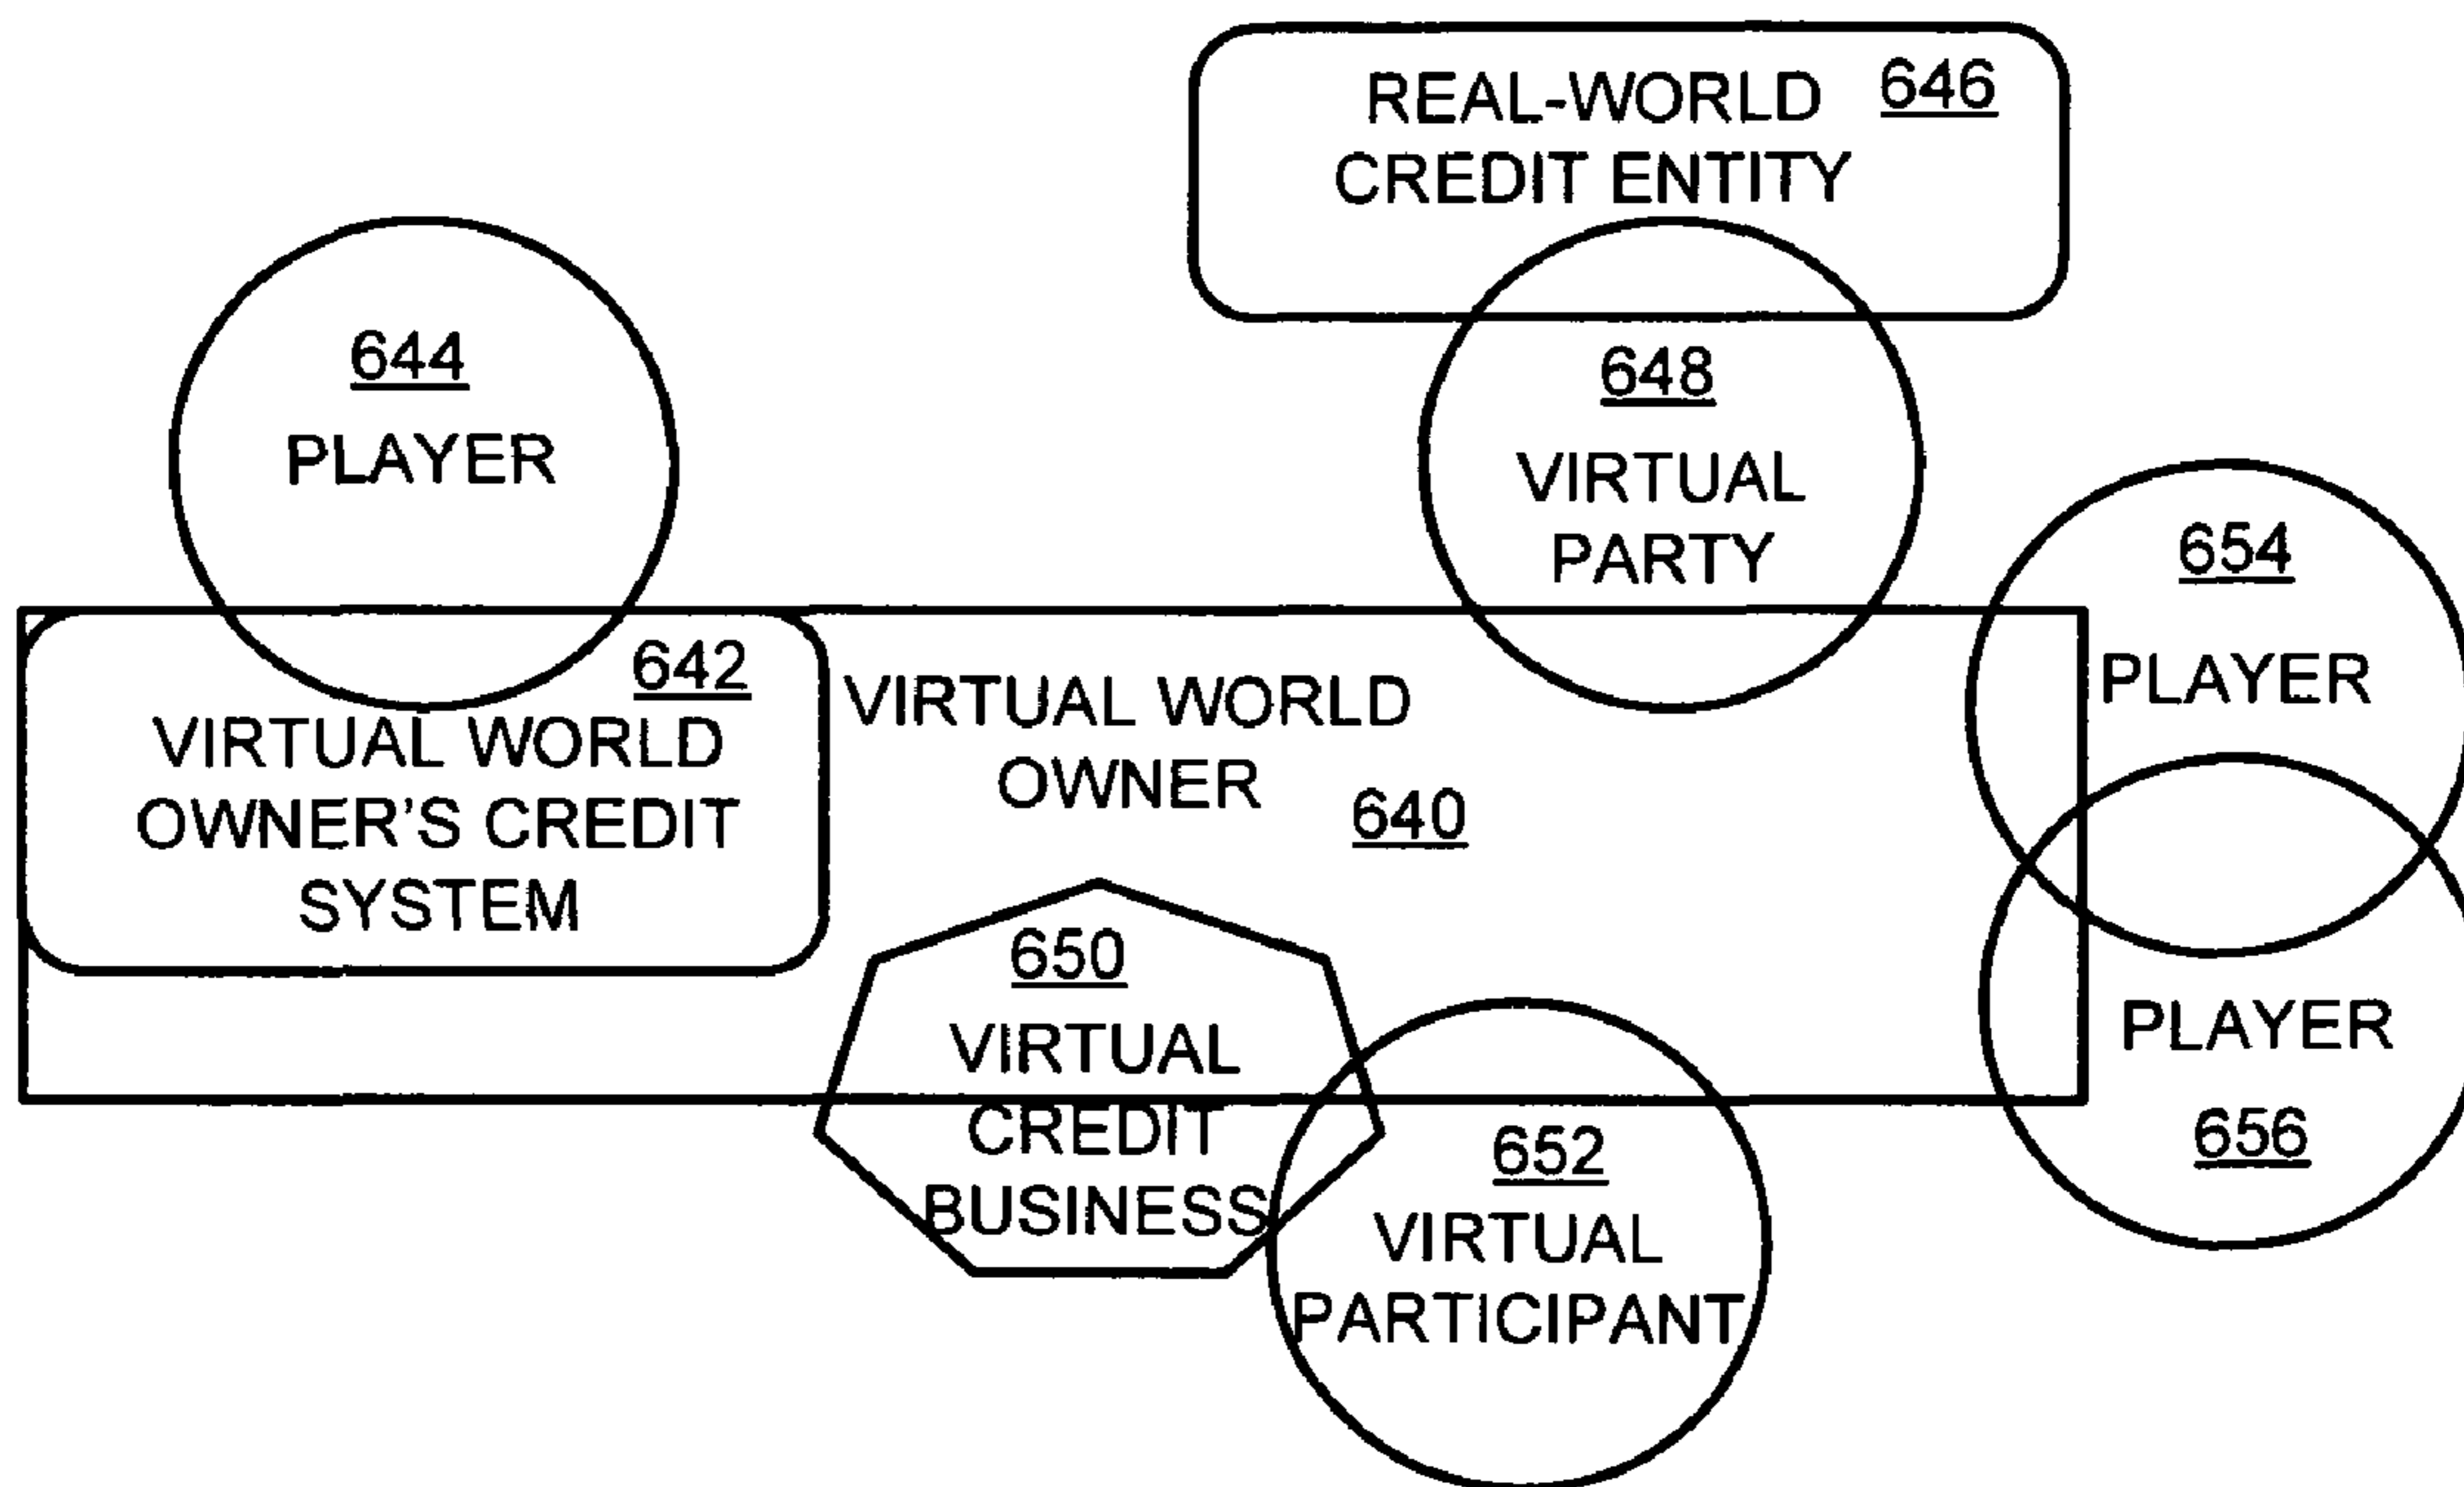 REAL-WORLD 646
CREDIT ENTITY
644
PLAYER
648
VIRTUAL
PARTY
654
PLAYER
642
VIRTUAL WORLD
OWNER'S CREDIT
SYSTEM
VIRTUAL WORLD
OWNER
640
650
VIRTUAL
CREDIT
BUSINESS
652
VIRTUAL
PARTICIPANT
PLAYER
656